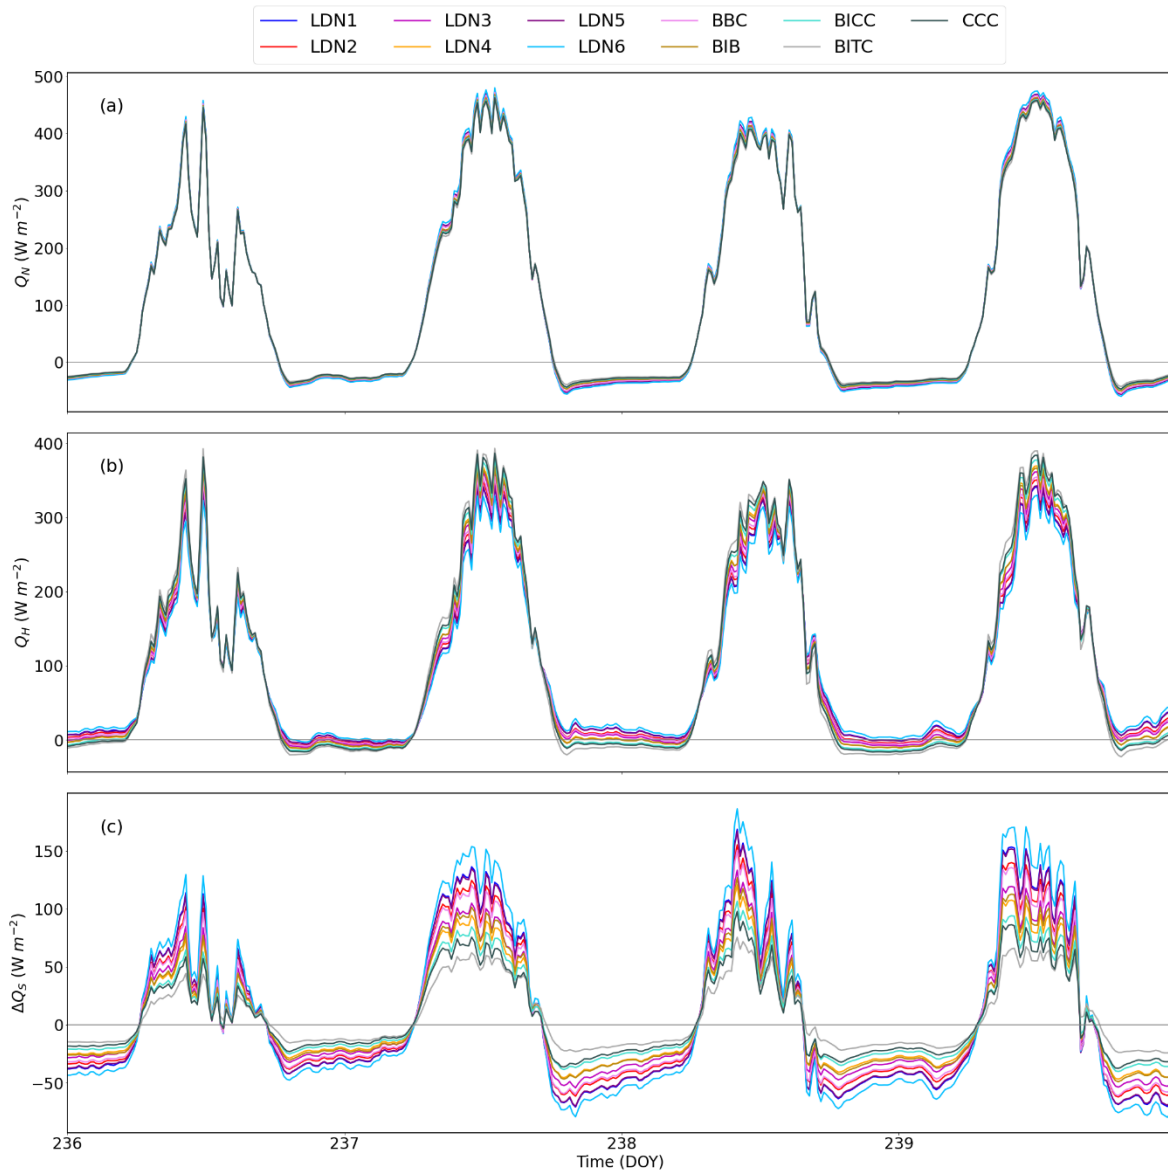 LDN1 LDN3 LDN5 BBC BICC CCC
LDN2 LDN4 LDN6 BIB BITC
(a)
500
400
300
200
100
0
Q_N (W m⁻²)
(b)
400
300
200
100
0
Q_H (W m⁻²)
(c)
150
100
50
0
−50
ΔQ_S (W m⁻²)
236 237 238 239
Time (DOY)